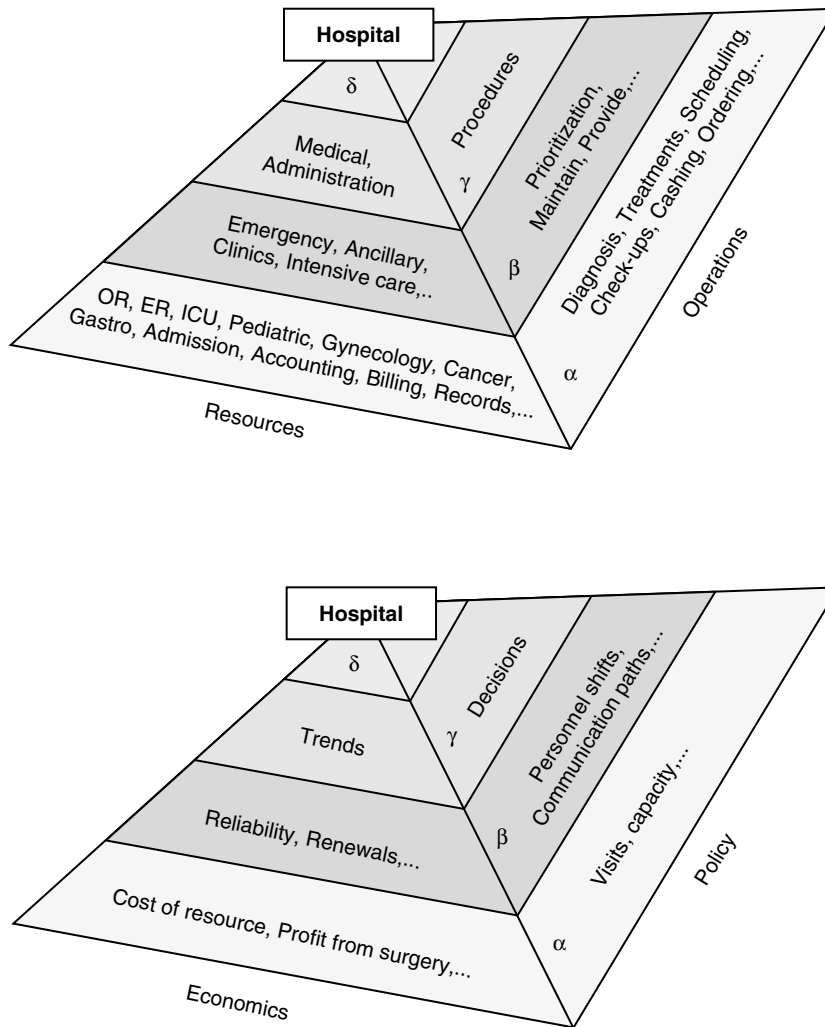 Hospital
δ
Procedures
γ
Prioritization,
Maintain, Provide,...
β
Diagnosis, Treatments, Scheduling,
Check-ups, Cashing, Ordering,...
α
Medical,
Administration
Emergency, Ancillary,
Clinics, Intensive care,..
OR, ER, ICU, Pediatric, Gynecology, Cancer,
Gastro, Admission, Accounting, Billing, Records,...
Resources
Operations
Hospital
δ
Decisions
γ
Personnel shifts,
Communication paths,...
β
Visits, capacity,...
α
Trends
Reliability, Renewals,...
Cost of resource, Profit from surgery,...
Economics
Policy